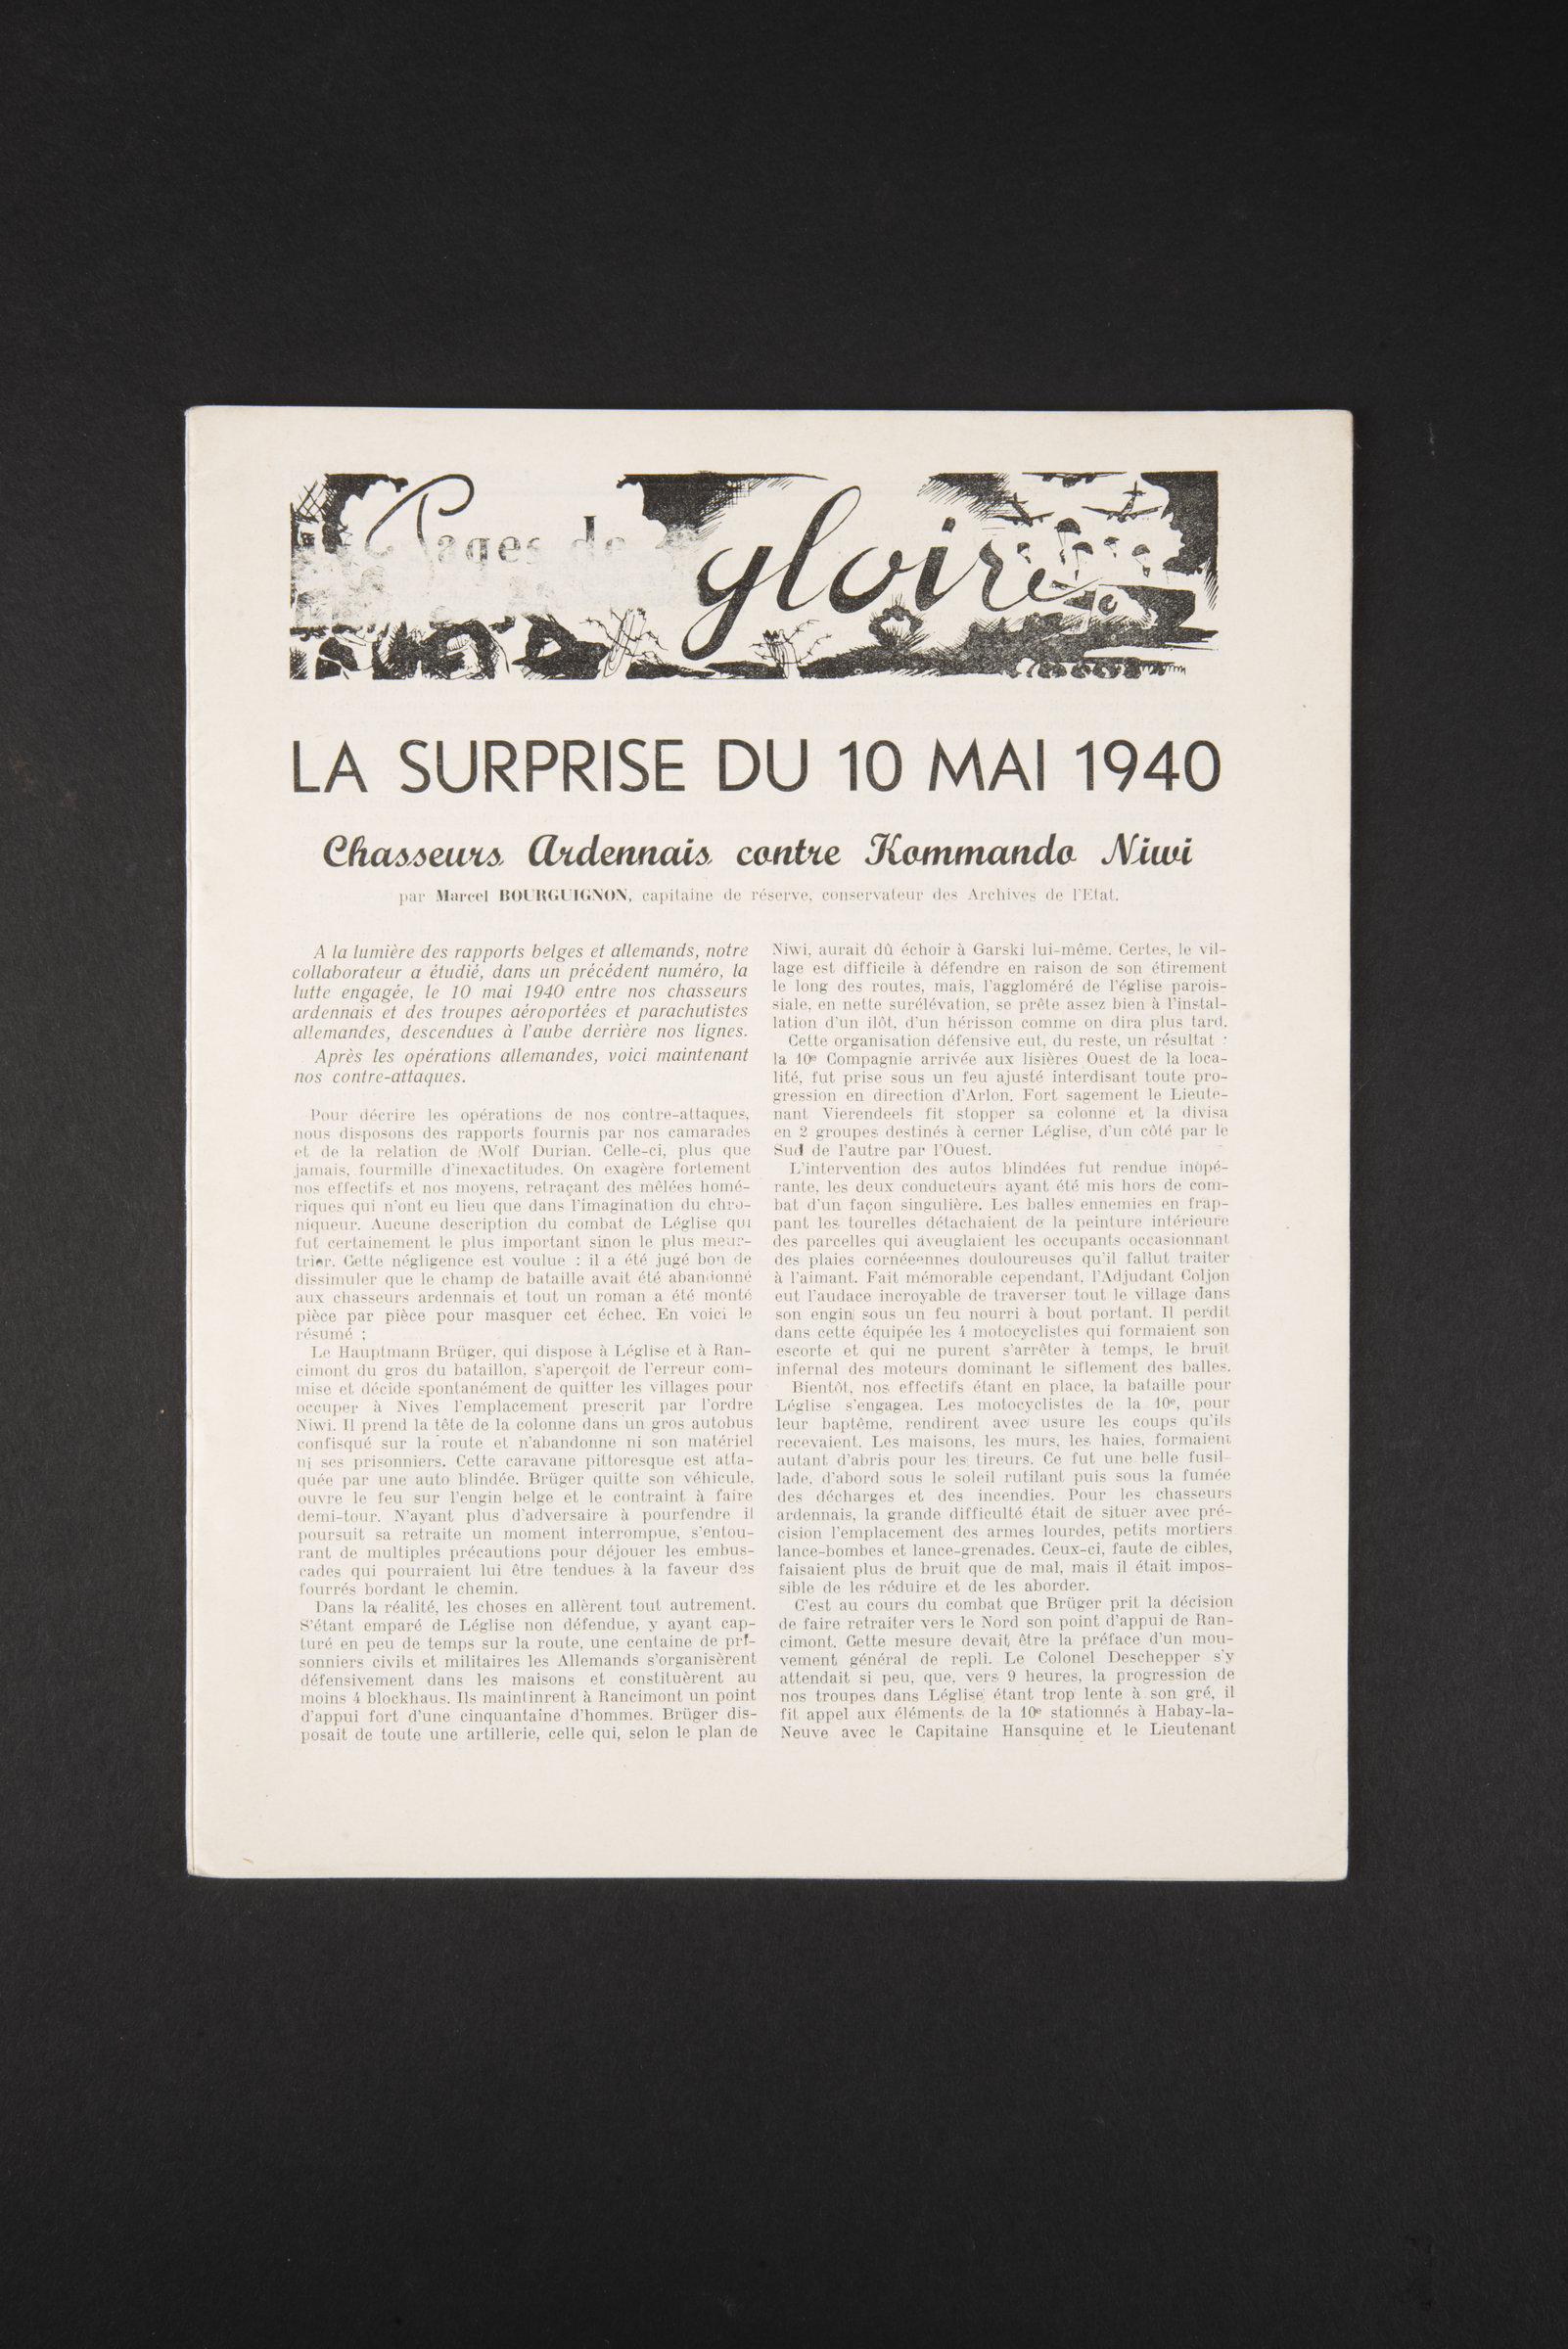 Pages de gloire
LA SURPRISE DU 10 MAI 1940
Chasseurs Ardennais contre Kommando Niwi
par Marcel BOURGUIGNON, capitaine de réserve, conservateur des Archives de l'Etat.
A la lumière des rapports belges et allemands, notre
collaborateur a étudié, dans un précédent numéro, la
lutte engagée, le 10 mai 1940 entre nos chasseurs
ardennais et des troupes aéroportées et parachutistes
allemandes, descendues à l'aube derrière nos lignes.
Après les opérations allemandes, voici maintenant
nos contre-attaques.
Pour décrire les opérations de nos contre-attaques,
nous disposons des rapports fournis par nos camarades
et de la relation de Wolf Durian. Celle-ci, plus que
jamais, fourmille d'inexactitudes. On exagère fortement
nos effectifs et nos moyens, retraçant des mêlées homé-
riques qui n'ont eu lieu que dans l'imagination du chro-
niqueur. Aucune description du combat de Léglise qui
fut certainement le plus important sinon le plus meur-
trier. Cette négligence est voulue : il a été jugé bon de
dissimuler que le champ de bataille avait été abandonné
aux chasseurs ardennais et tout un roman a été monté
pièce par pièce pour masquer cet échec. En voici le
résumé :
Le Hauptmann Brüger, qui dispose à Léglise et à Ran-
cimont du gros du bataillon, s'aperçoit de l'erreur com-
mise et décide spontanément de quitter les villages pour
occuper à Nives l'emplacement prescrit par l'ordre
Niwi. Il prend la tête de la colonne dans un gros autobus
confisqué sur la route et n'abandonne ni son matériel
ni ses prisonniers. Cette caravane pittoresque est atta-
quée par une auto blindée. Brüger quitte son véhicule,
ouvre le feu sur l'engin belge et le contraint à faire
demi-tour. N'ayant plus d'adversaire à pourfendre il
poursuit sa retraite un moment interrompue, s'entou-
rant de multiples précautions pour déjouer les embus-
cades qui pourraient lui être tendues à la faveur des
fourrés bordant le chemin.
Dans la réalité, les choses en allèrent tout autrement.
S'étant emparé de Léglise non défendue, y ayant cap-
turé en peu de temps sur la route, une centaine de pri-
sonniers civils et militaires les Allemands s'organisèrent
défensivement dans les maisons et constituèrent au
moins 4 blockhaus. Ils maintinrent à Rancimont un point
d'appui fort d'une cinquantaine d'hommes. Brüger dis-
posait de toute une artillerie, celle qui, selon le plan de
Niwi, aurait dû échoir à Garski lui-même. Certes, le vil-
lage est difficile à défendre en raison de son étirement
le long des routes, mais, l'aggloméré de l'église parois-
siale, en nette surélévation, se prête assez bien à l'instal-
lation d'un ilôt, d'un hérisson comme on dira plus tard.
Cette organisation défensive eut, du reste, un résultat :
la 10e Compagnie arrivée aux lisières Ouest de la loca-
lité, fut prise sous un feu ajusté interdisant toute pro-
gression en direction d'Arlon. Fort sagement le Lieute-
nant Vierendeels fit stopper sa colonne et la divisa
en 2 groupes destinés à cerner Léglise, d'un côté par le
Sud de l'autre par l'Ouest.
L'intervention des autos blindées fut rendue inopé-
rante, les deux conducteurs ayant été mis hors de com-
bat d'un façon singulière. Les balles ennemies en frap-
pant les tourelles détachaient de la peinture intérieure
des parcelles qui aveuglaient les occupants occasionnant
des plaies cornéeennes douloureuses qu'il fallut traiter
à l'aimant. Fait mémorable cependant, l'Adjudant Coljon
eut l'audace incroyable de traverser tout le village dans
son engin sous un feu nourri à bout portant. Il perdit
dans cette équipée les 4 motocyclistes qui formaient son
escorte et qui ne purent s'arrêter à temps, le bruit
infernal des moteurs dominant le siflement des balles.
Bientôt, nos effectifs étant en place, la bataille pour
Léglise s'engagea. Les motocyclistes de la 10e, pour
leur baptême, rendirent avec usure les coups qu'ils
recevaient. Les maisons, les murs, les haies, formaient
autant d'abris pour les tireurs. Ce fut une belle fusil-
lade, d'abord sous le soleil rutilant puis sous la fumée
des décharges et des incendies. Pour les chasseurs
ardennais, la grande difficulté était de situer avec pré-
cision l'emplacement des armes lourdes, petits mortiers
lance-bombes et lance-grenades. Ceux-ci, faute de cibles,
faisaient plus de bruit que de mal, mais il était impos-
sible de les réduire et de les aborder.
C'est au cours du combat que Brüger prit la décision
de faire retraiter vers le Nord son point d'appui de Ran-
cimont. Cette mesure devait être la préface d'un mou-
vement général de repli. Le Colonel Deschepper s'y
attendait si peu, que, vers 9 heures, la progression de
nos troupes dans Léglise étant trop lente à son gré, il
fit appel aux éléments de la 10e stationnés à Habay-la-
Neuve avec le Capitaine Hansquine et le Lieutenant